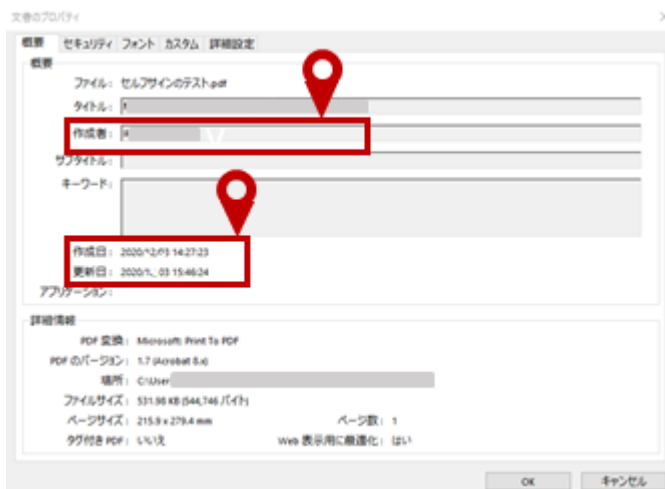 文書のプロパティ
概要 セキュリティ フォント カスタム 詳細設定
概要
ファイル： セルフサインのテスト.pdf
タイトル：
作成者：
サブタイトル：
キーワード：
作成日： 2020/12/03 14:27:23
更新日： 03 15:46:24
アプリケーション：
詳細情報
PDF 変換： Microsoft: Print To PDF
PDF のバージョン： 1.7 (Acrobat 8.x)
場所： C:\User
ファイルサイズ： 531.98 KB (544,746 バイト)
ページサイズ： 215.9 x 279.4 mm ページ数： 1
タグ付き PDF： いいえ Web 表示用に最適化： はい
OK キャンセル